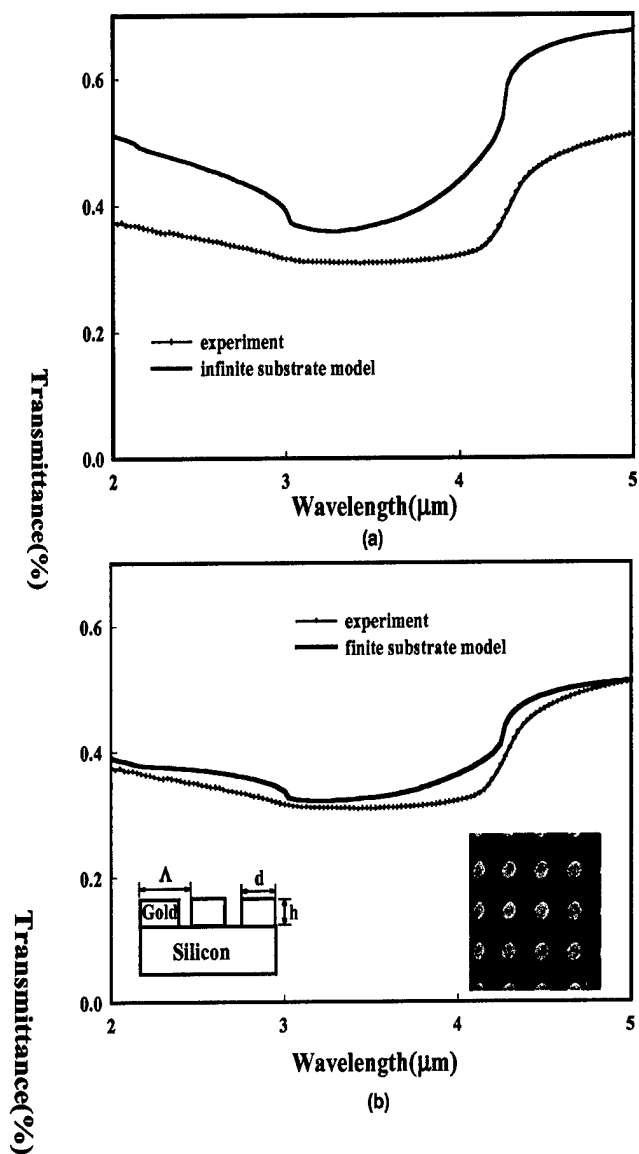 0.6
0.4
0.2
0.0
Transmittance(%)
experiment
infinite substrate model
2 3 4 5
Wavelength(μm)
(a)
0.6
0.4
0.2
0.0
Transmittance(%)
experiment
finite substrate model
Λ d
Gold h
Silicon
2 3 4 5
Wavelength(μm)
(b)